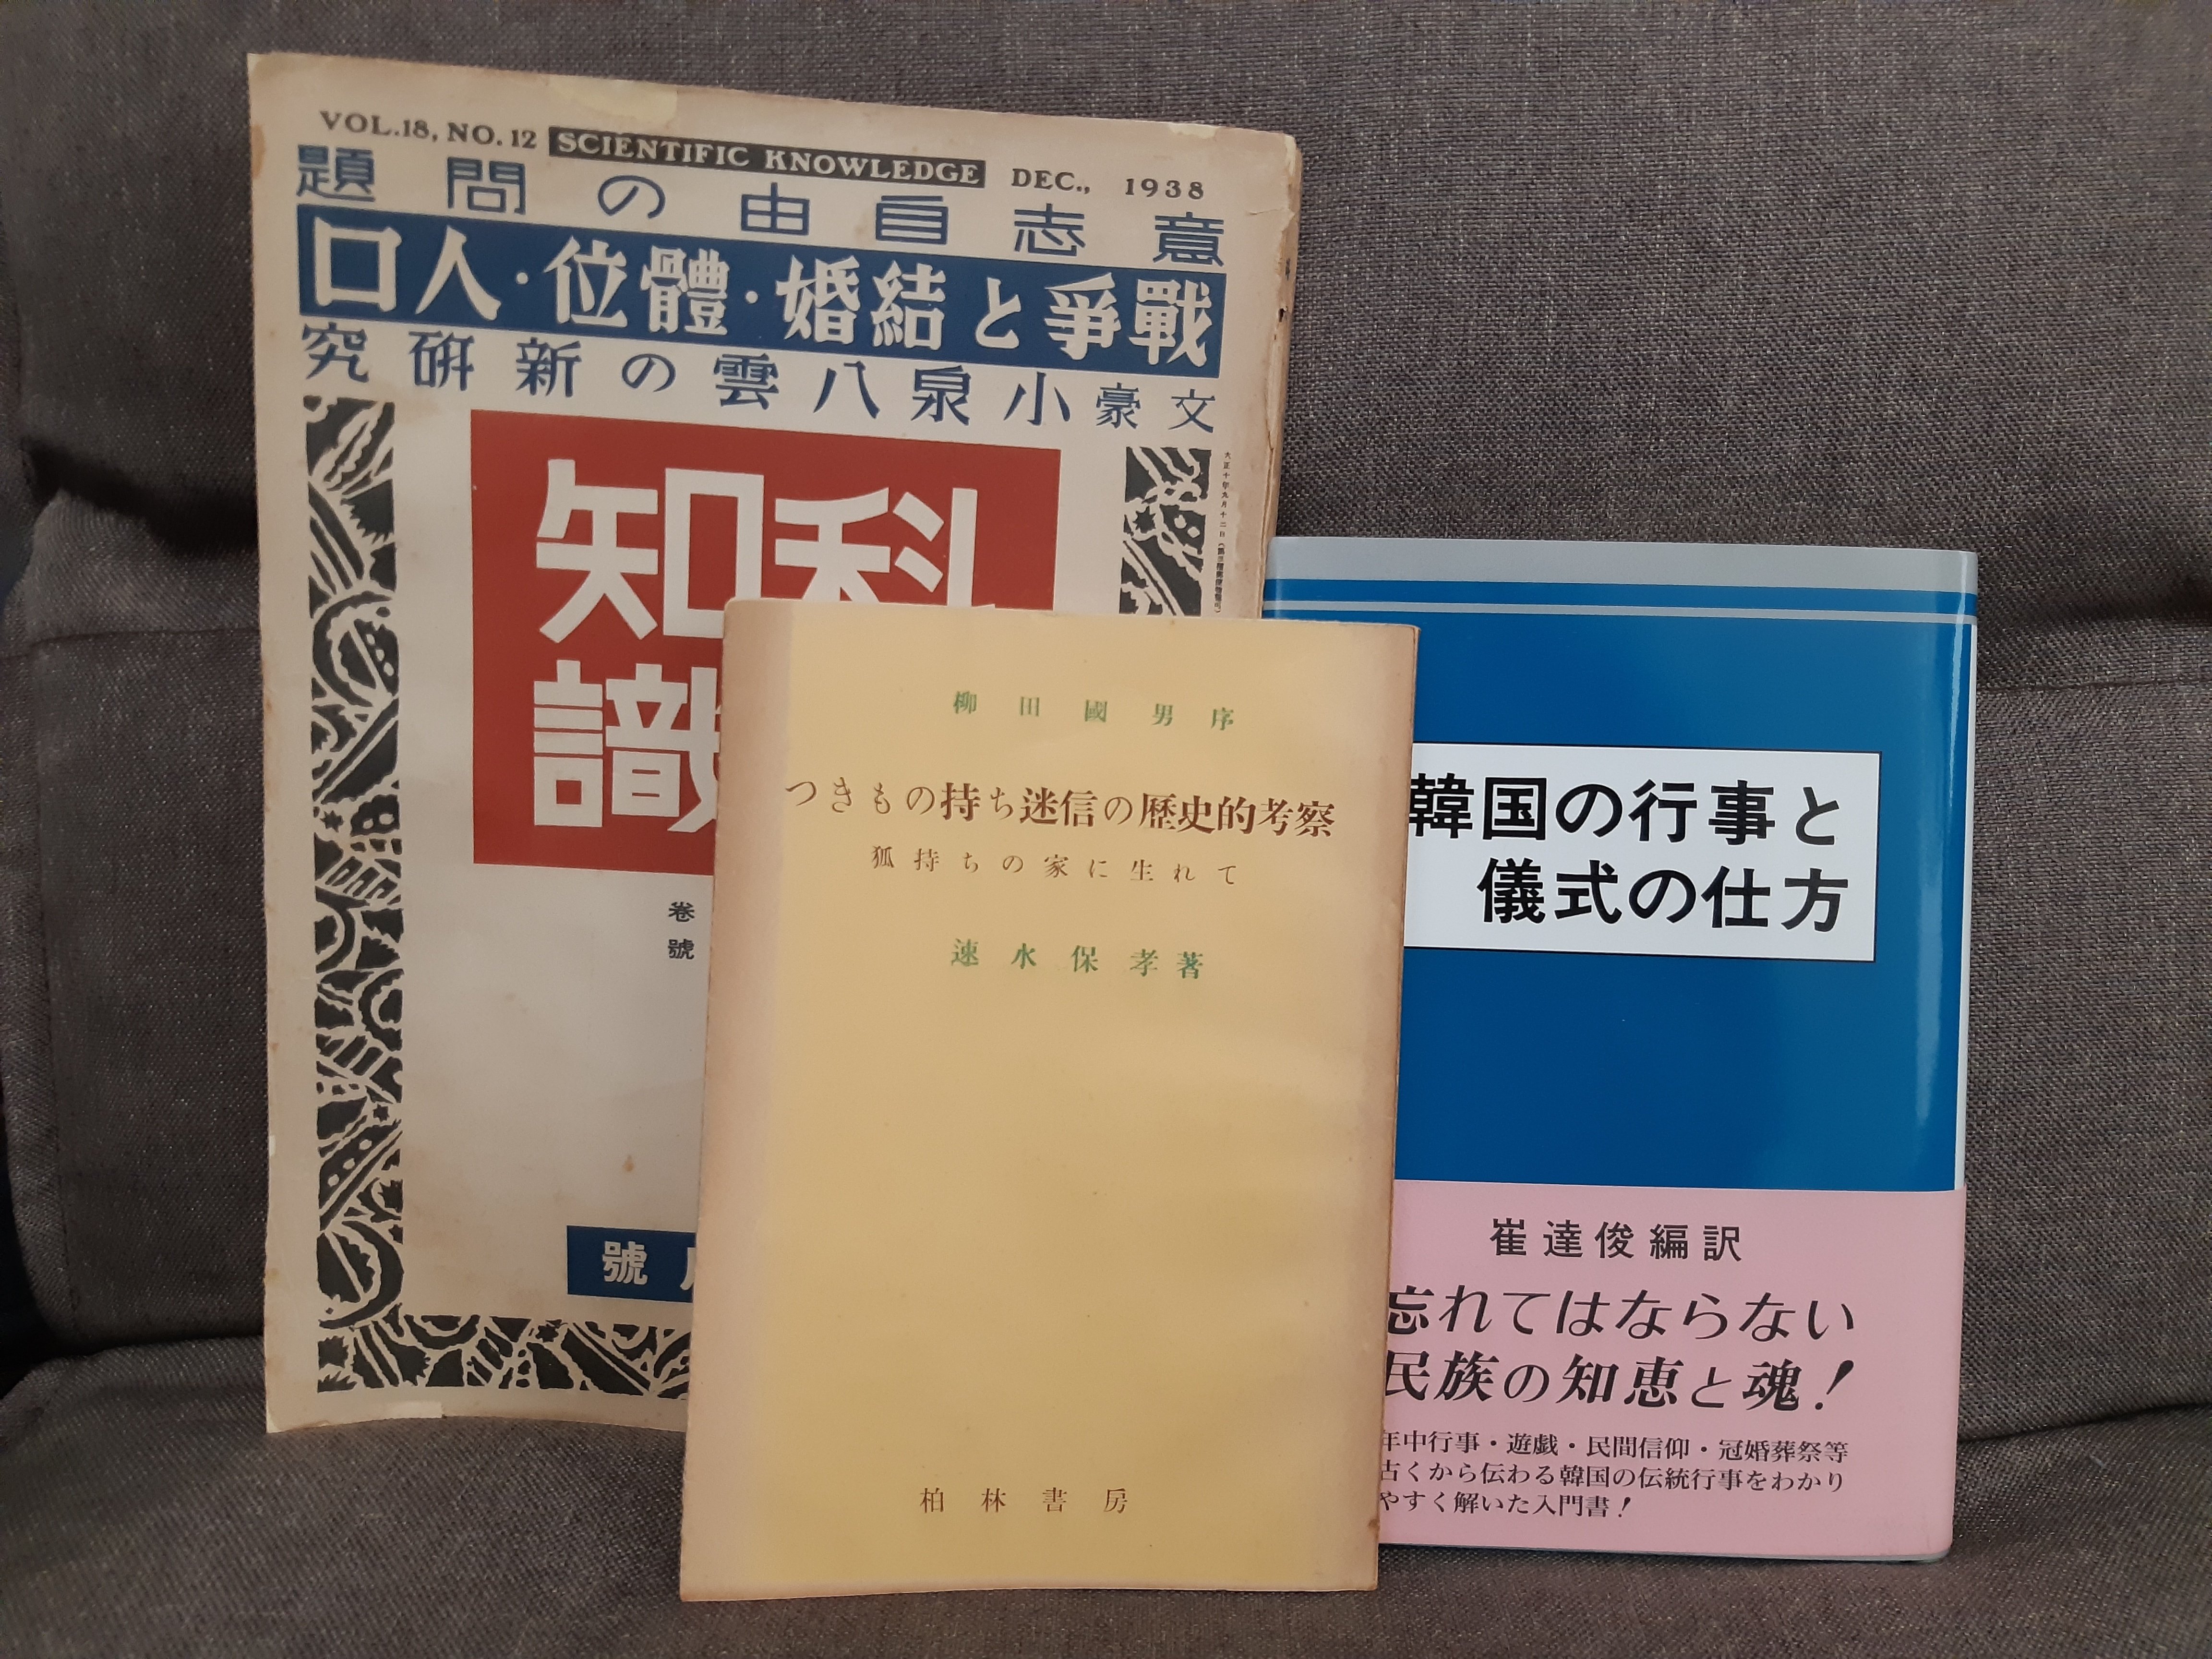 VOL.18, NO. 12 SCIENTIFIC KNOWLEDGE DEC., 1938
題問の由自志意
口人・位體・婚結と爭戰
究硏新の雲八泉小豪文
知科
識
卷
號
號
柳田國男序
つきもの持ち迷信の歷史的考察
狐持ちの家に生れて
速水保孝著
柏林書房
韓国の行事と
儀式の仕方
崔達俊編訳
忘れてはならない
民族の知恵と魂！
年中行事・遊戯・民間信仰・冠婚葬祭等
古くから伝わる韓国の伝統行事をわかり
やすく解いた入門書！